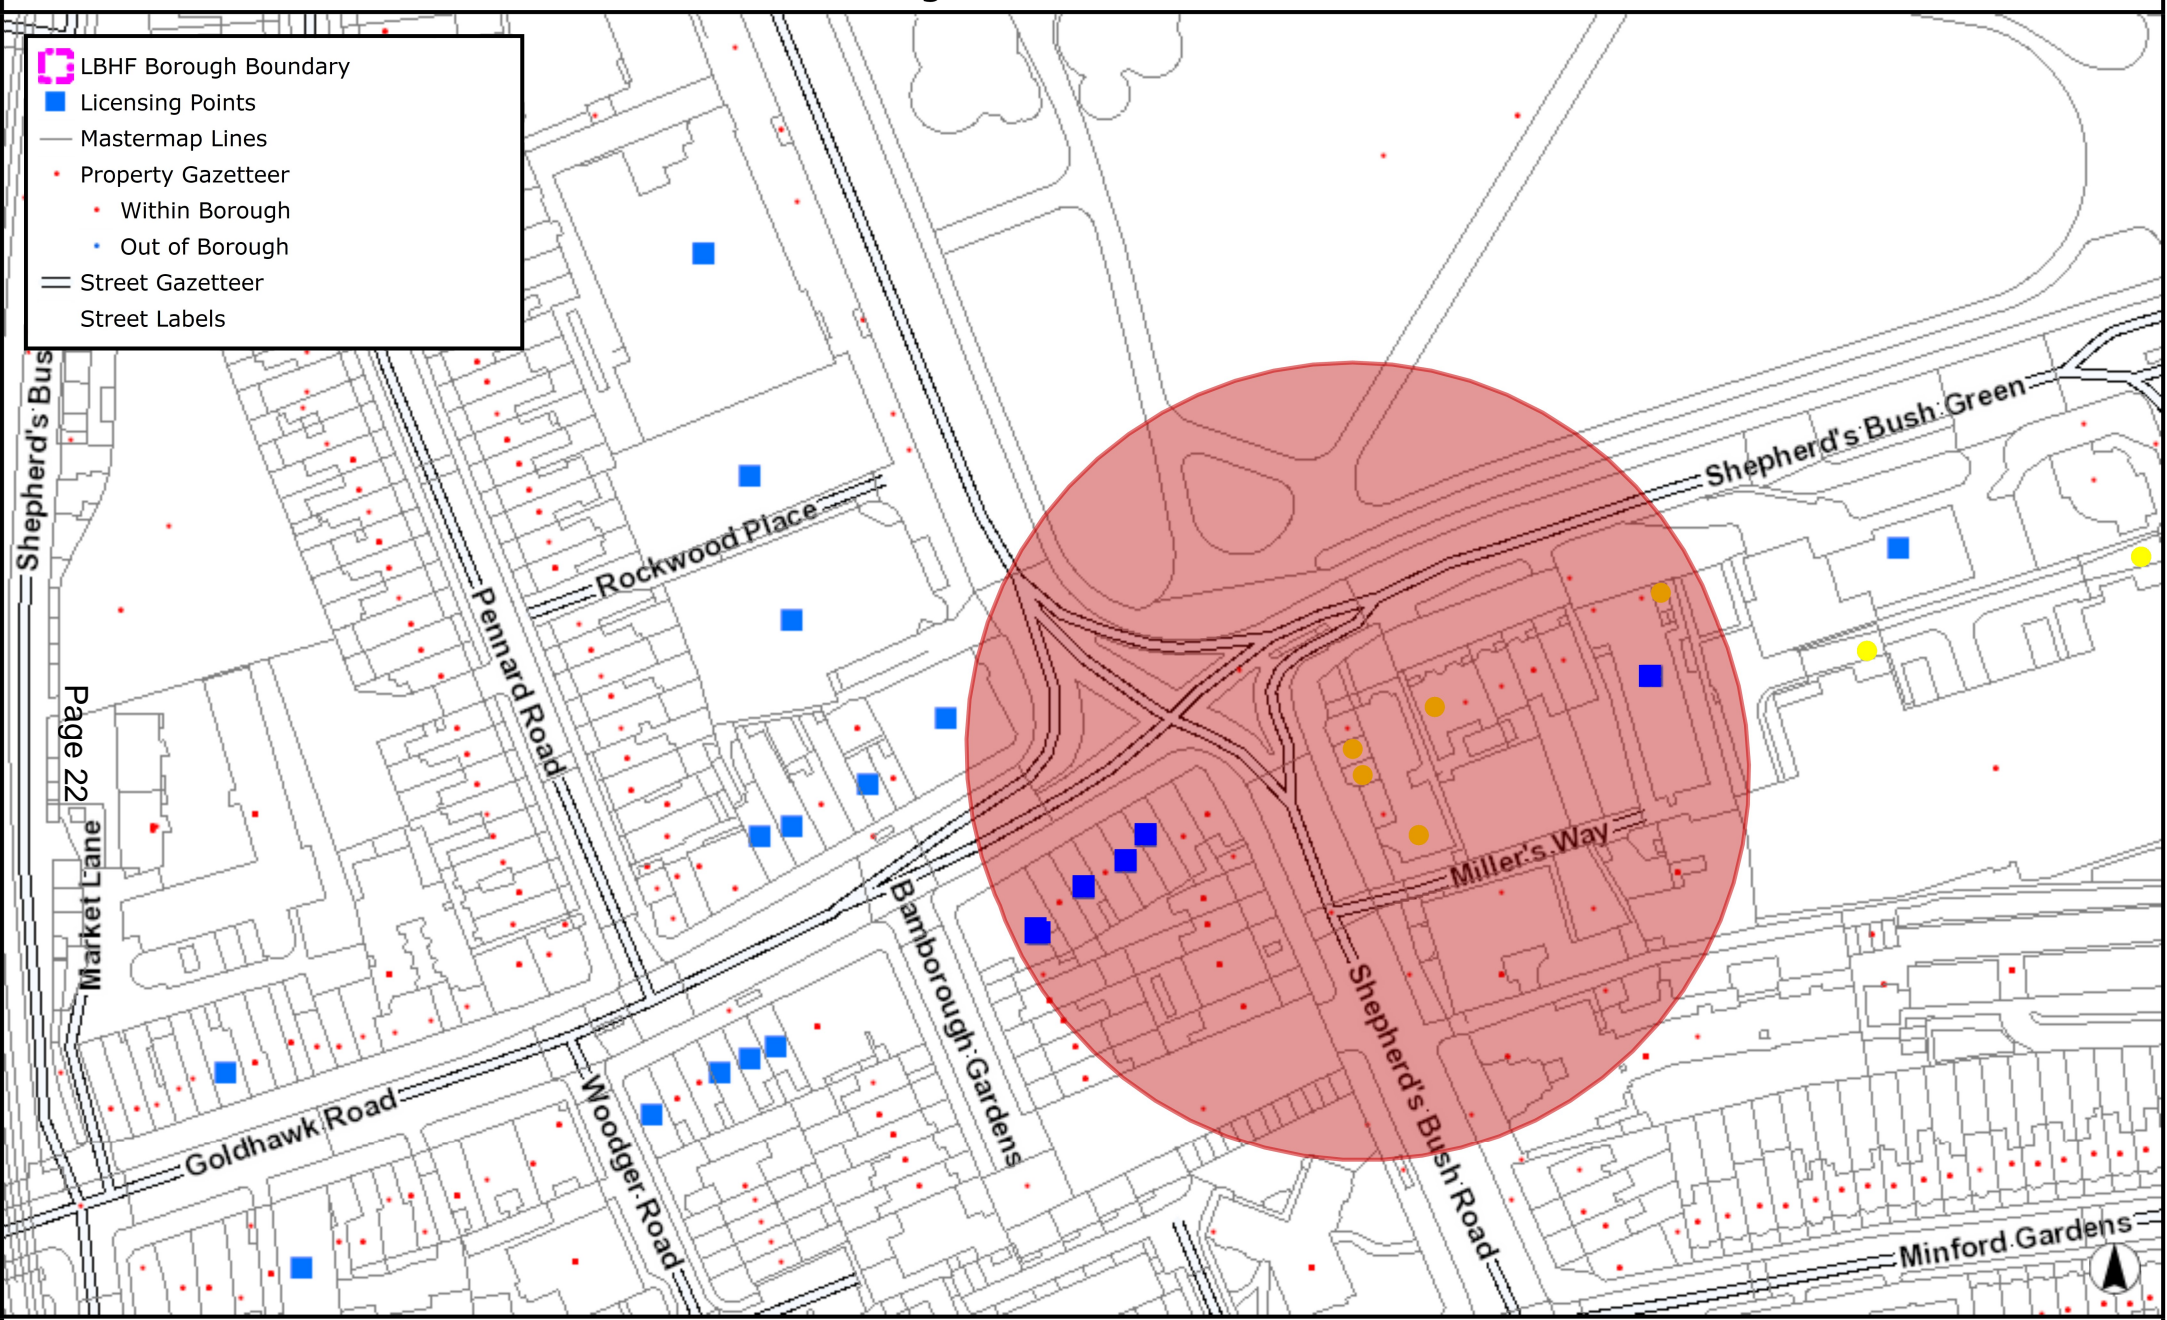 LBHF Borough Boundary
Licensing Points
Mastermap Lines
Property Gazetteer
Within Borough
Out of Borough
Street Gazetteer
Street Labels
Shepherd's Bus
Shepherd's Bush Green
Rockwood Place
Pennard Road
Page 22
Market Lane
Miller's Way
Bamborough Gardens
Shepherd's Bush Road
Goldhawk Road
Woodger Road
Minford Gardens